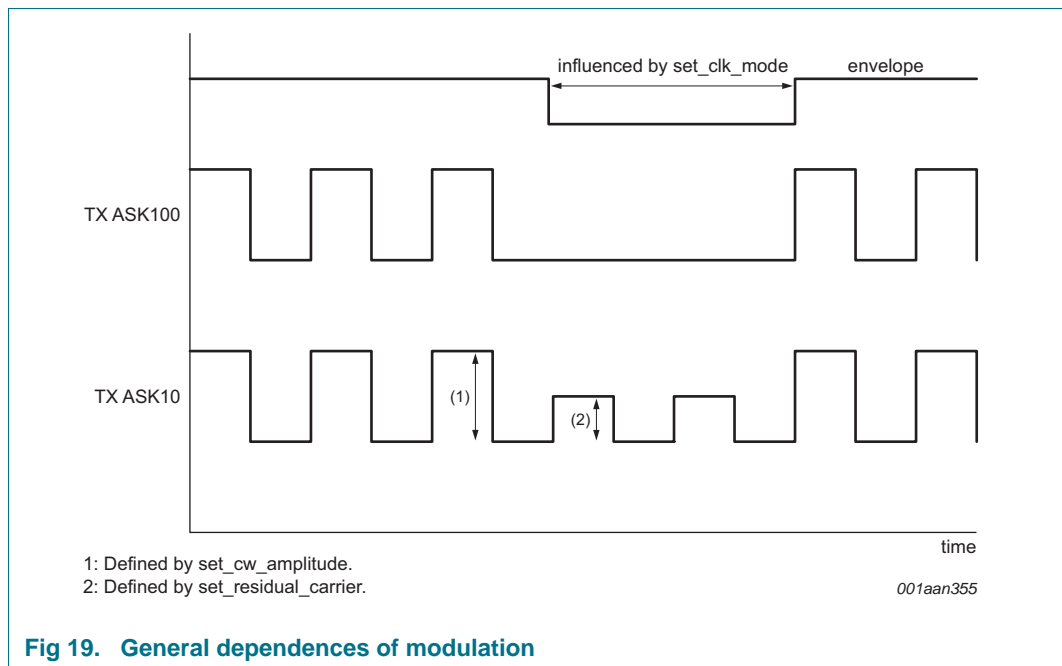 influenced by set_clk_mode
envelope
TX ASK100
TX ASK10
(1)
(2)
time
1: Defined by set_cw_amplitude.
2: Defined by set_residual_carrier.
001aan355
Fig 19. General dependences of modulation